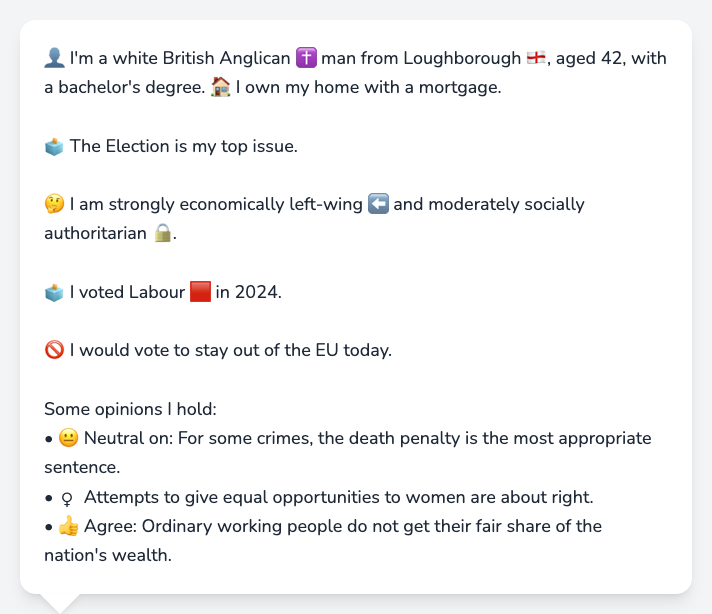 👤 I'm a white British Anglican ✝️ man from Loughborough 🏴󠁧󠁢󠁥󠁮󠁧󠁿, aged 42, with
a bachelor's degree. 🏠 I own my home with a mortgage.
🗳️ The Election is my top issue.
🤔 I am strongly economically left-wing ⬅️ and moderately socially
authoritarian 🔒.
🗳️ I voted Labour 🟥 in 2024.
🚫 I would vote to stay out of the EU today.
Some opinions I hold:
• 😐 Neutral on: For some crimes, the death penalty is the most appropriate
sentence.
• ♀ Attempts to give equal opportunities to women are about right.
• 👍 Agree: Ordinary working people do not get their fair share of the
nation's wealth.